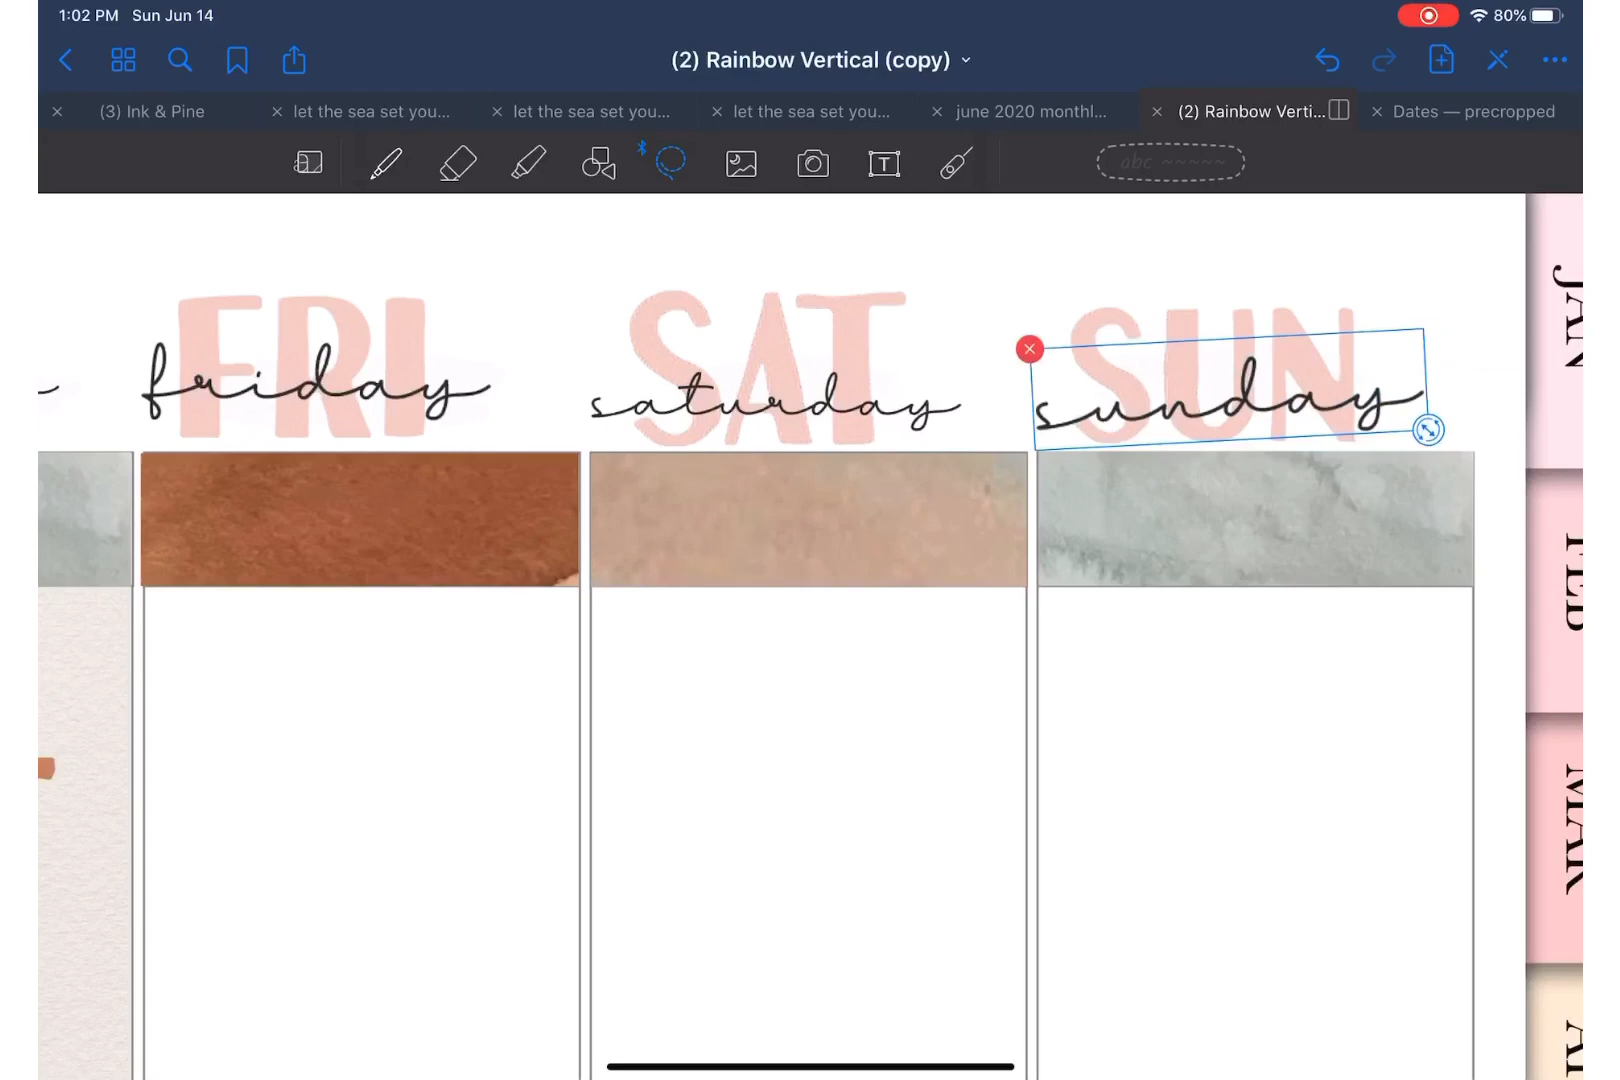 1:02 PM Sun Jun 14
80%
(2) Rainbow Vertical (copy)
(3) Ink & Pine
let the sea set you...
let the sea set you...
let the sea set you...
june 2020 monthl...
(2) Rainbow Verti...
Dates — precropped
a
T
abc
FRI
friday
SAT
saturday
SUN
sunday
JAN
FEB
MAR